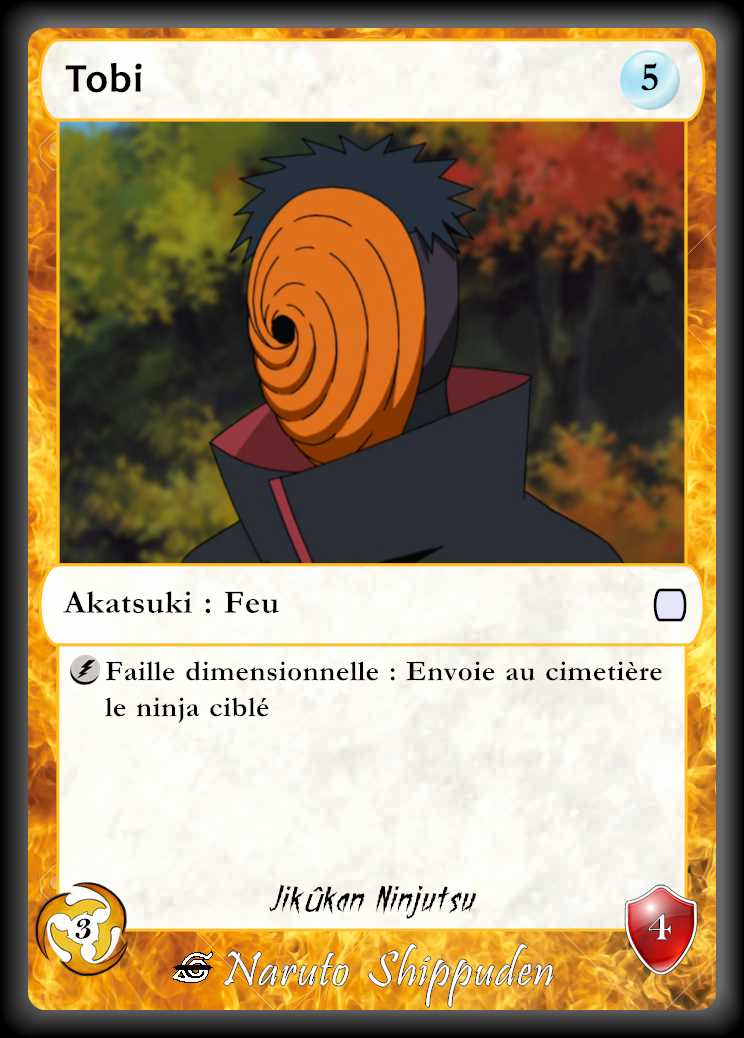 Tobi
5
Akatsuki : Feu
Faille dimensionnelle : Envoie au cimetière
le ninja ciblé
Jikûkan Ninjutsu
3
4
Naruto Shippuden